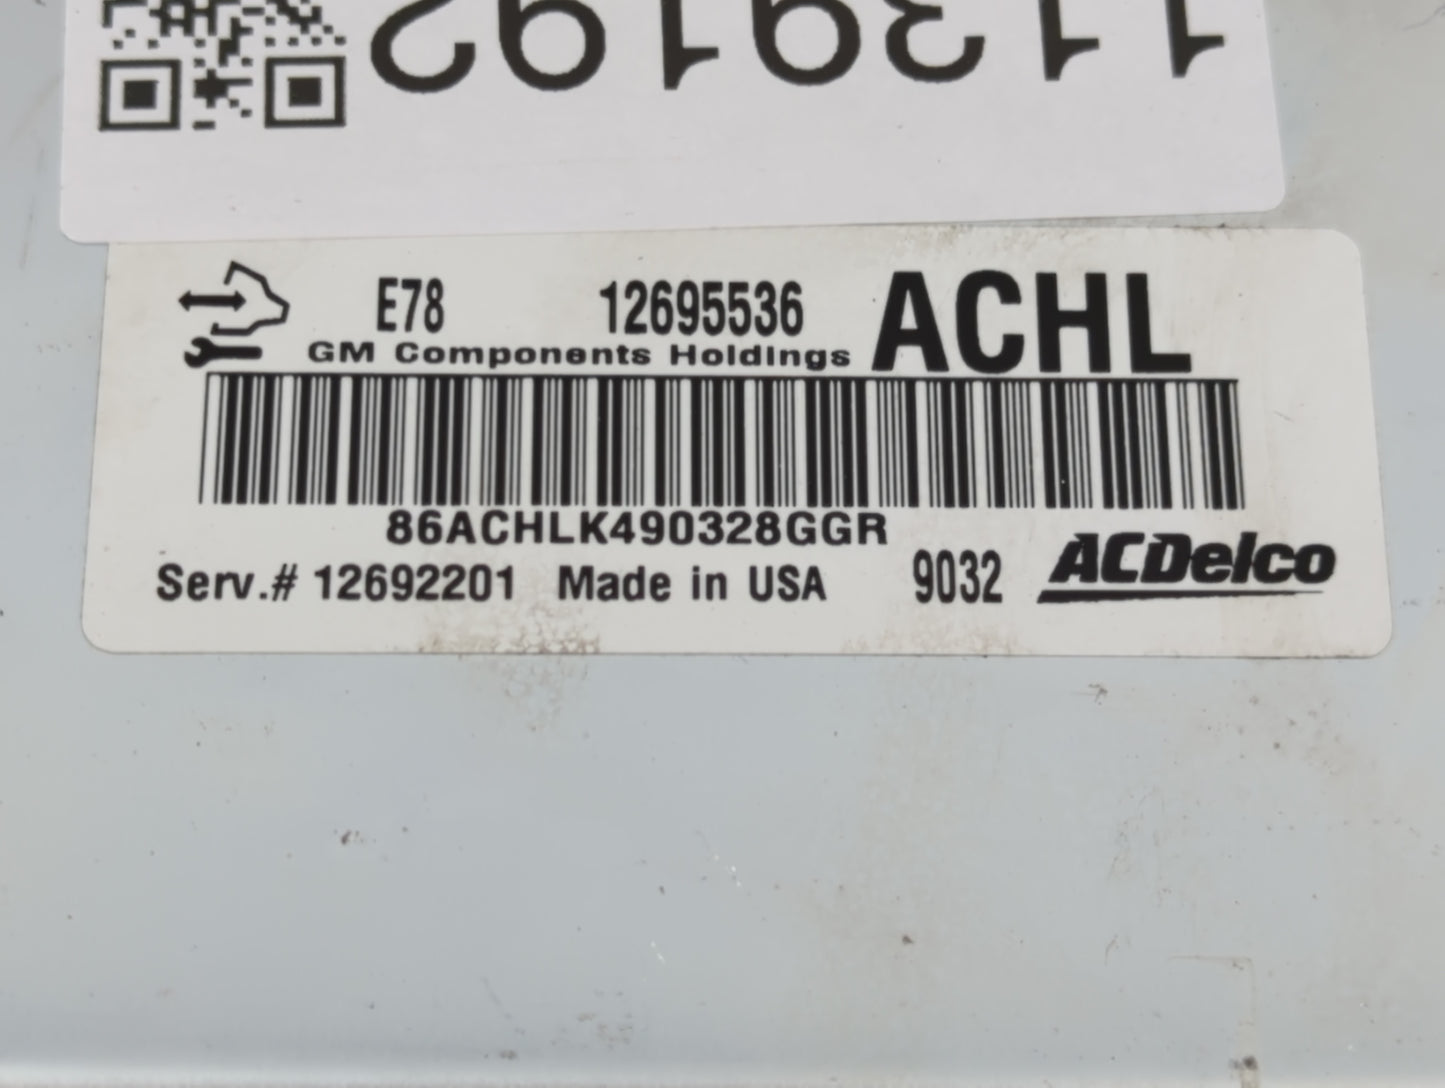 1139192
E78 12695536 ACHL
GM Components Holdings
86ACHLK490328GGR
Serv.# 12692201 Made in USA 9032 ACDelco